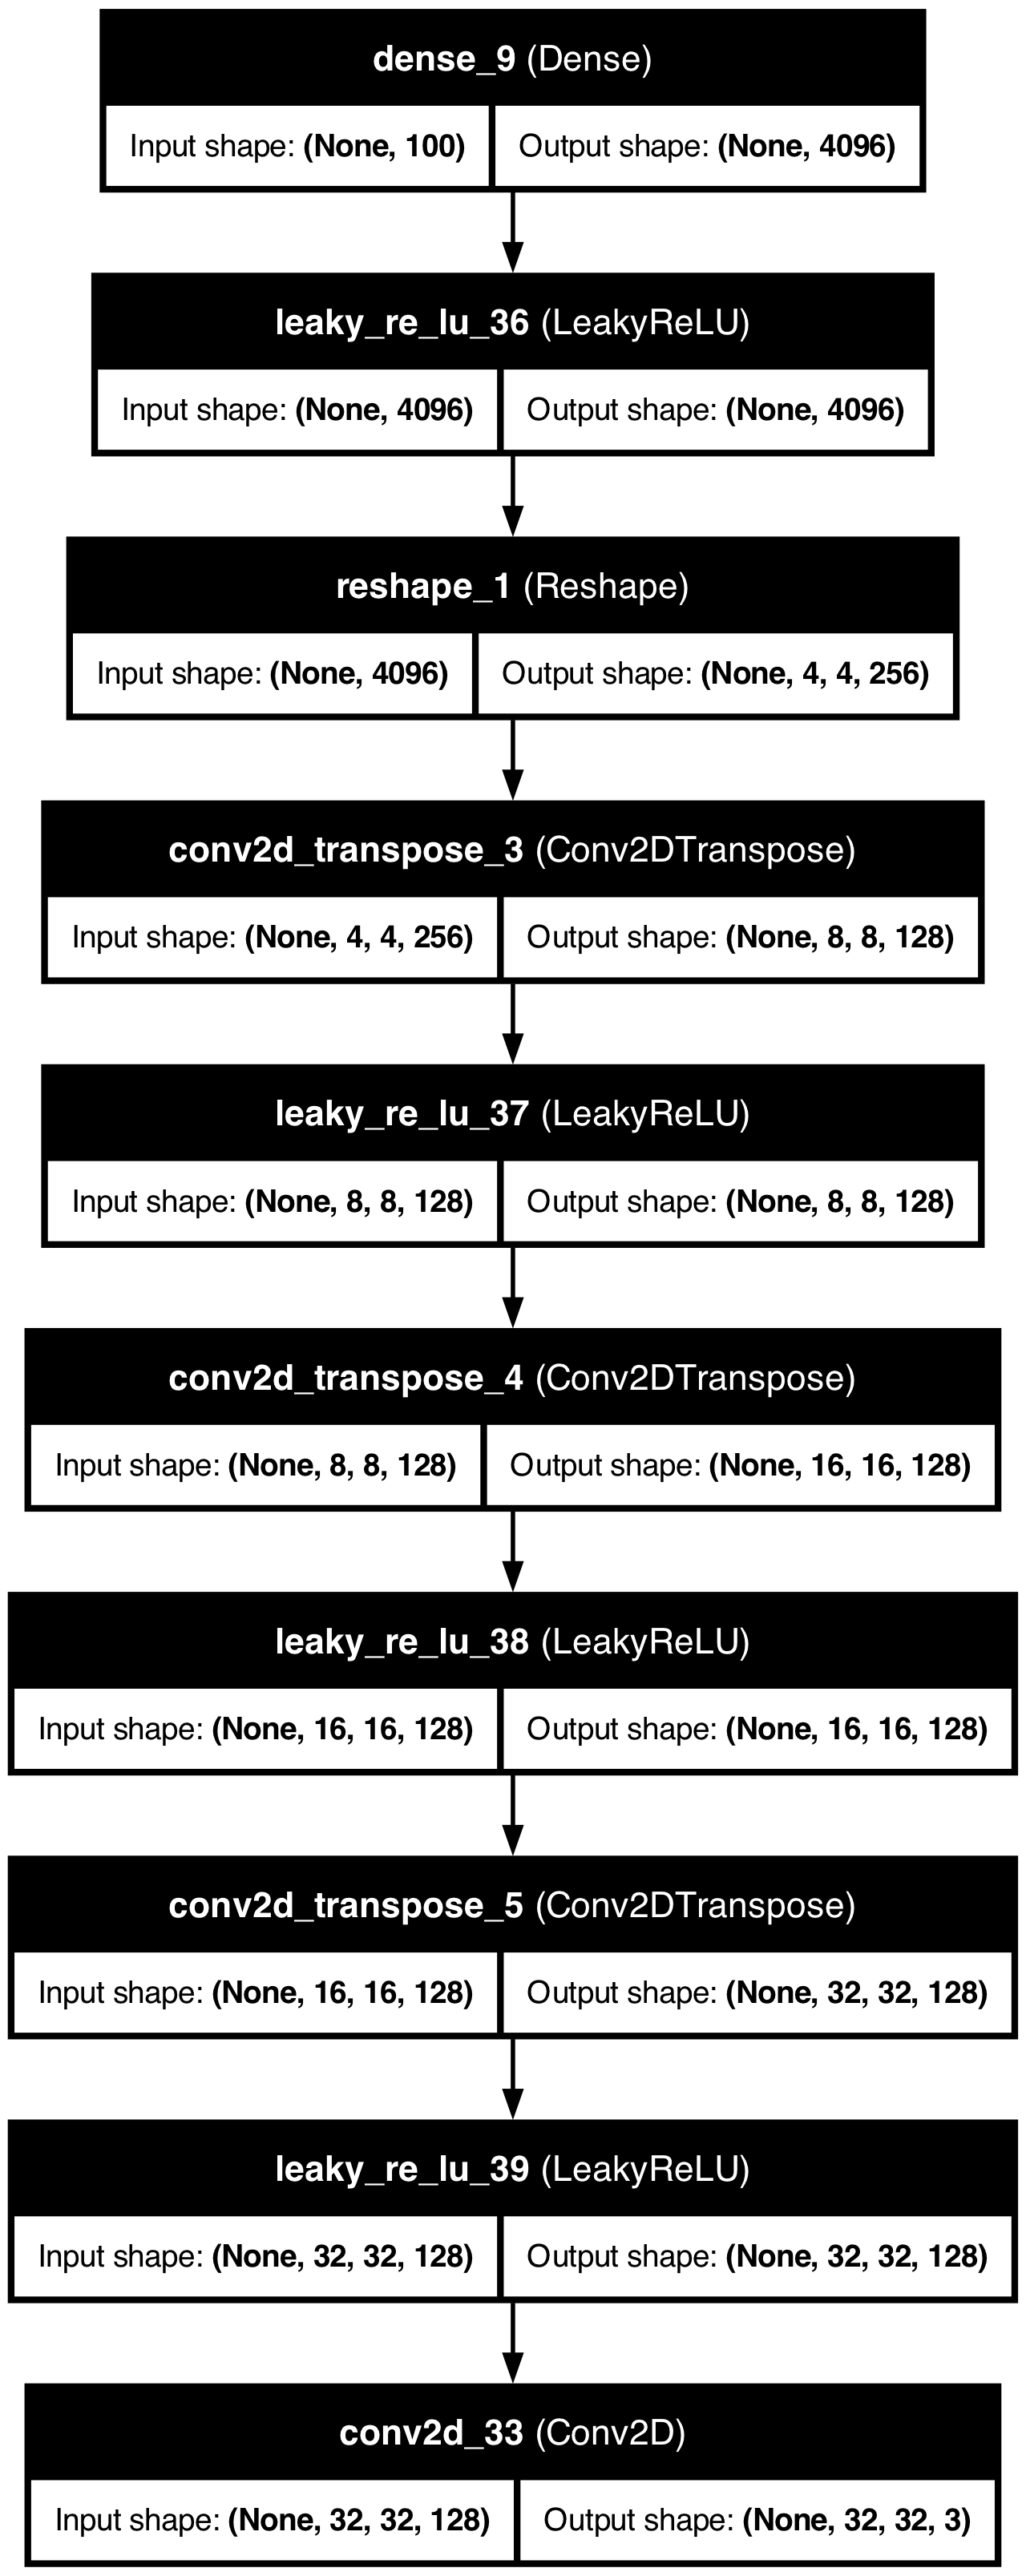 dense_9 (Dense)
Input shape: (None, 100) Output shape: (None, 4096)
leaky_re_lu_36 (LeakyReLU)
Input shape: (None, 4096) Output shape: (None, 4096)
reshape_1 (Reshape)
Input shape: (None, 4096) Output shape: (None, 4, 4, 256)
conv2d_transpose_3 (Conv2DTranspose)
Input shape: (None, 4, 4, 256) Output shape: (None, 8, 8, 128)
leaky_re_lu_37 (LeakyReLU)
Input shape: (None, 8, 8, 128) Output shape: (None, 8, 8, 128)
conv2d_transpose_4 (Conv2DTranspose)
Input shape: (None, 8, 8, 128) Output shape: (None, 16, 16, 128)
leaky_re_lu_38 (LeakyReLU)
Input shape: (None, 16, 16, 128) Output shape: (None, 16, 16, 128)
conv2d_transpose_5 (Conv2DTranspose)
Input shape: (None, 16, 16, 128) Output shape: (None, 32, 32, 128)
leaky_re_lu_39 (LeakyReLU)
Input shape: (None, 32, 32, 128) Output shape: (None, 32, 32, 128)
conv2d_33 (Conv2D)
Input shape: (None, 32, 32, 128) Output shape: (None, 32, 32, 3)